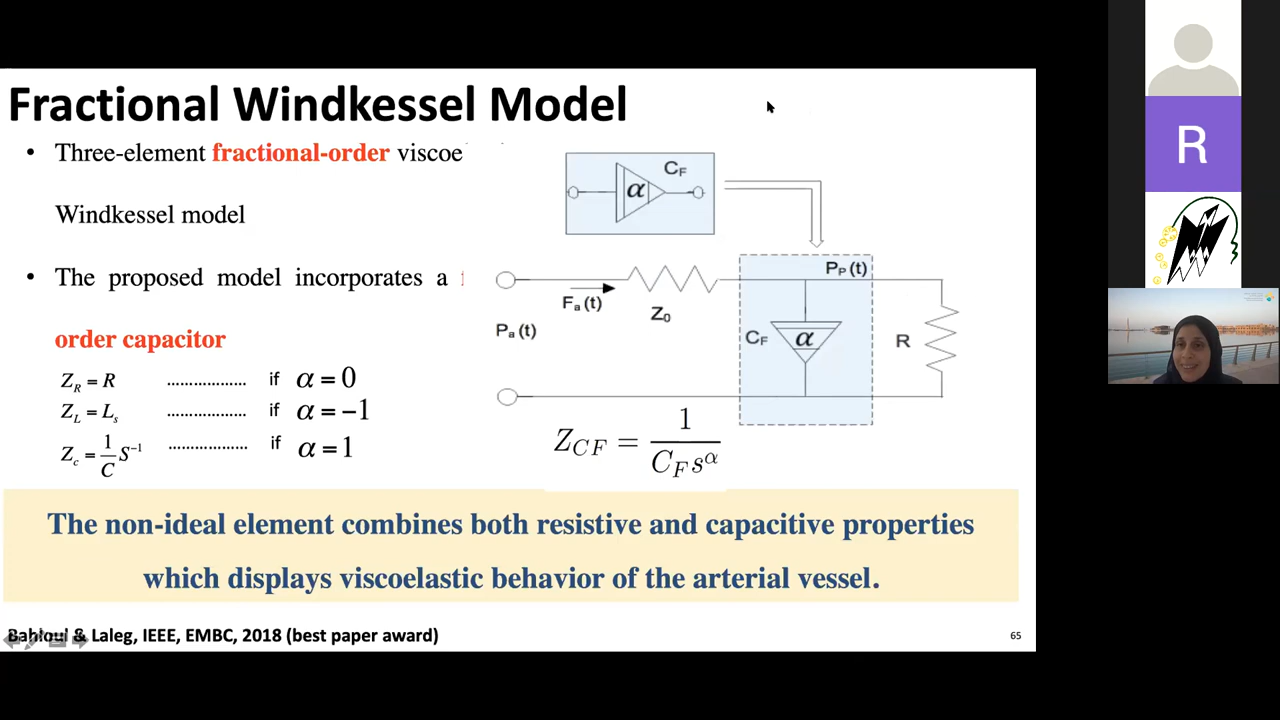 Fractional Windkessel Model
• Three-element fractional-order viscoe
Windkessel model
• The proposed model incorporates a
order capacitor
Z_R = R .................. if α = 0
Z_L = L_s .................. if α = −1
Z_c = 1/C S^−1 .................. if α = 1
C_F
α
P_P (t)
F_a (t)
Z_0
P_a (t)
C_F
α
R
Z_CF = 1/(C_F s^α)
The non-ideal element combines both resistive and capacitive properties
which displays viscoelastic behavior of the arterial vessel.
Bahloul & Laleg, IEEE, EMBC, 2018 (best paper award)
65
R